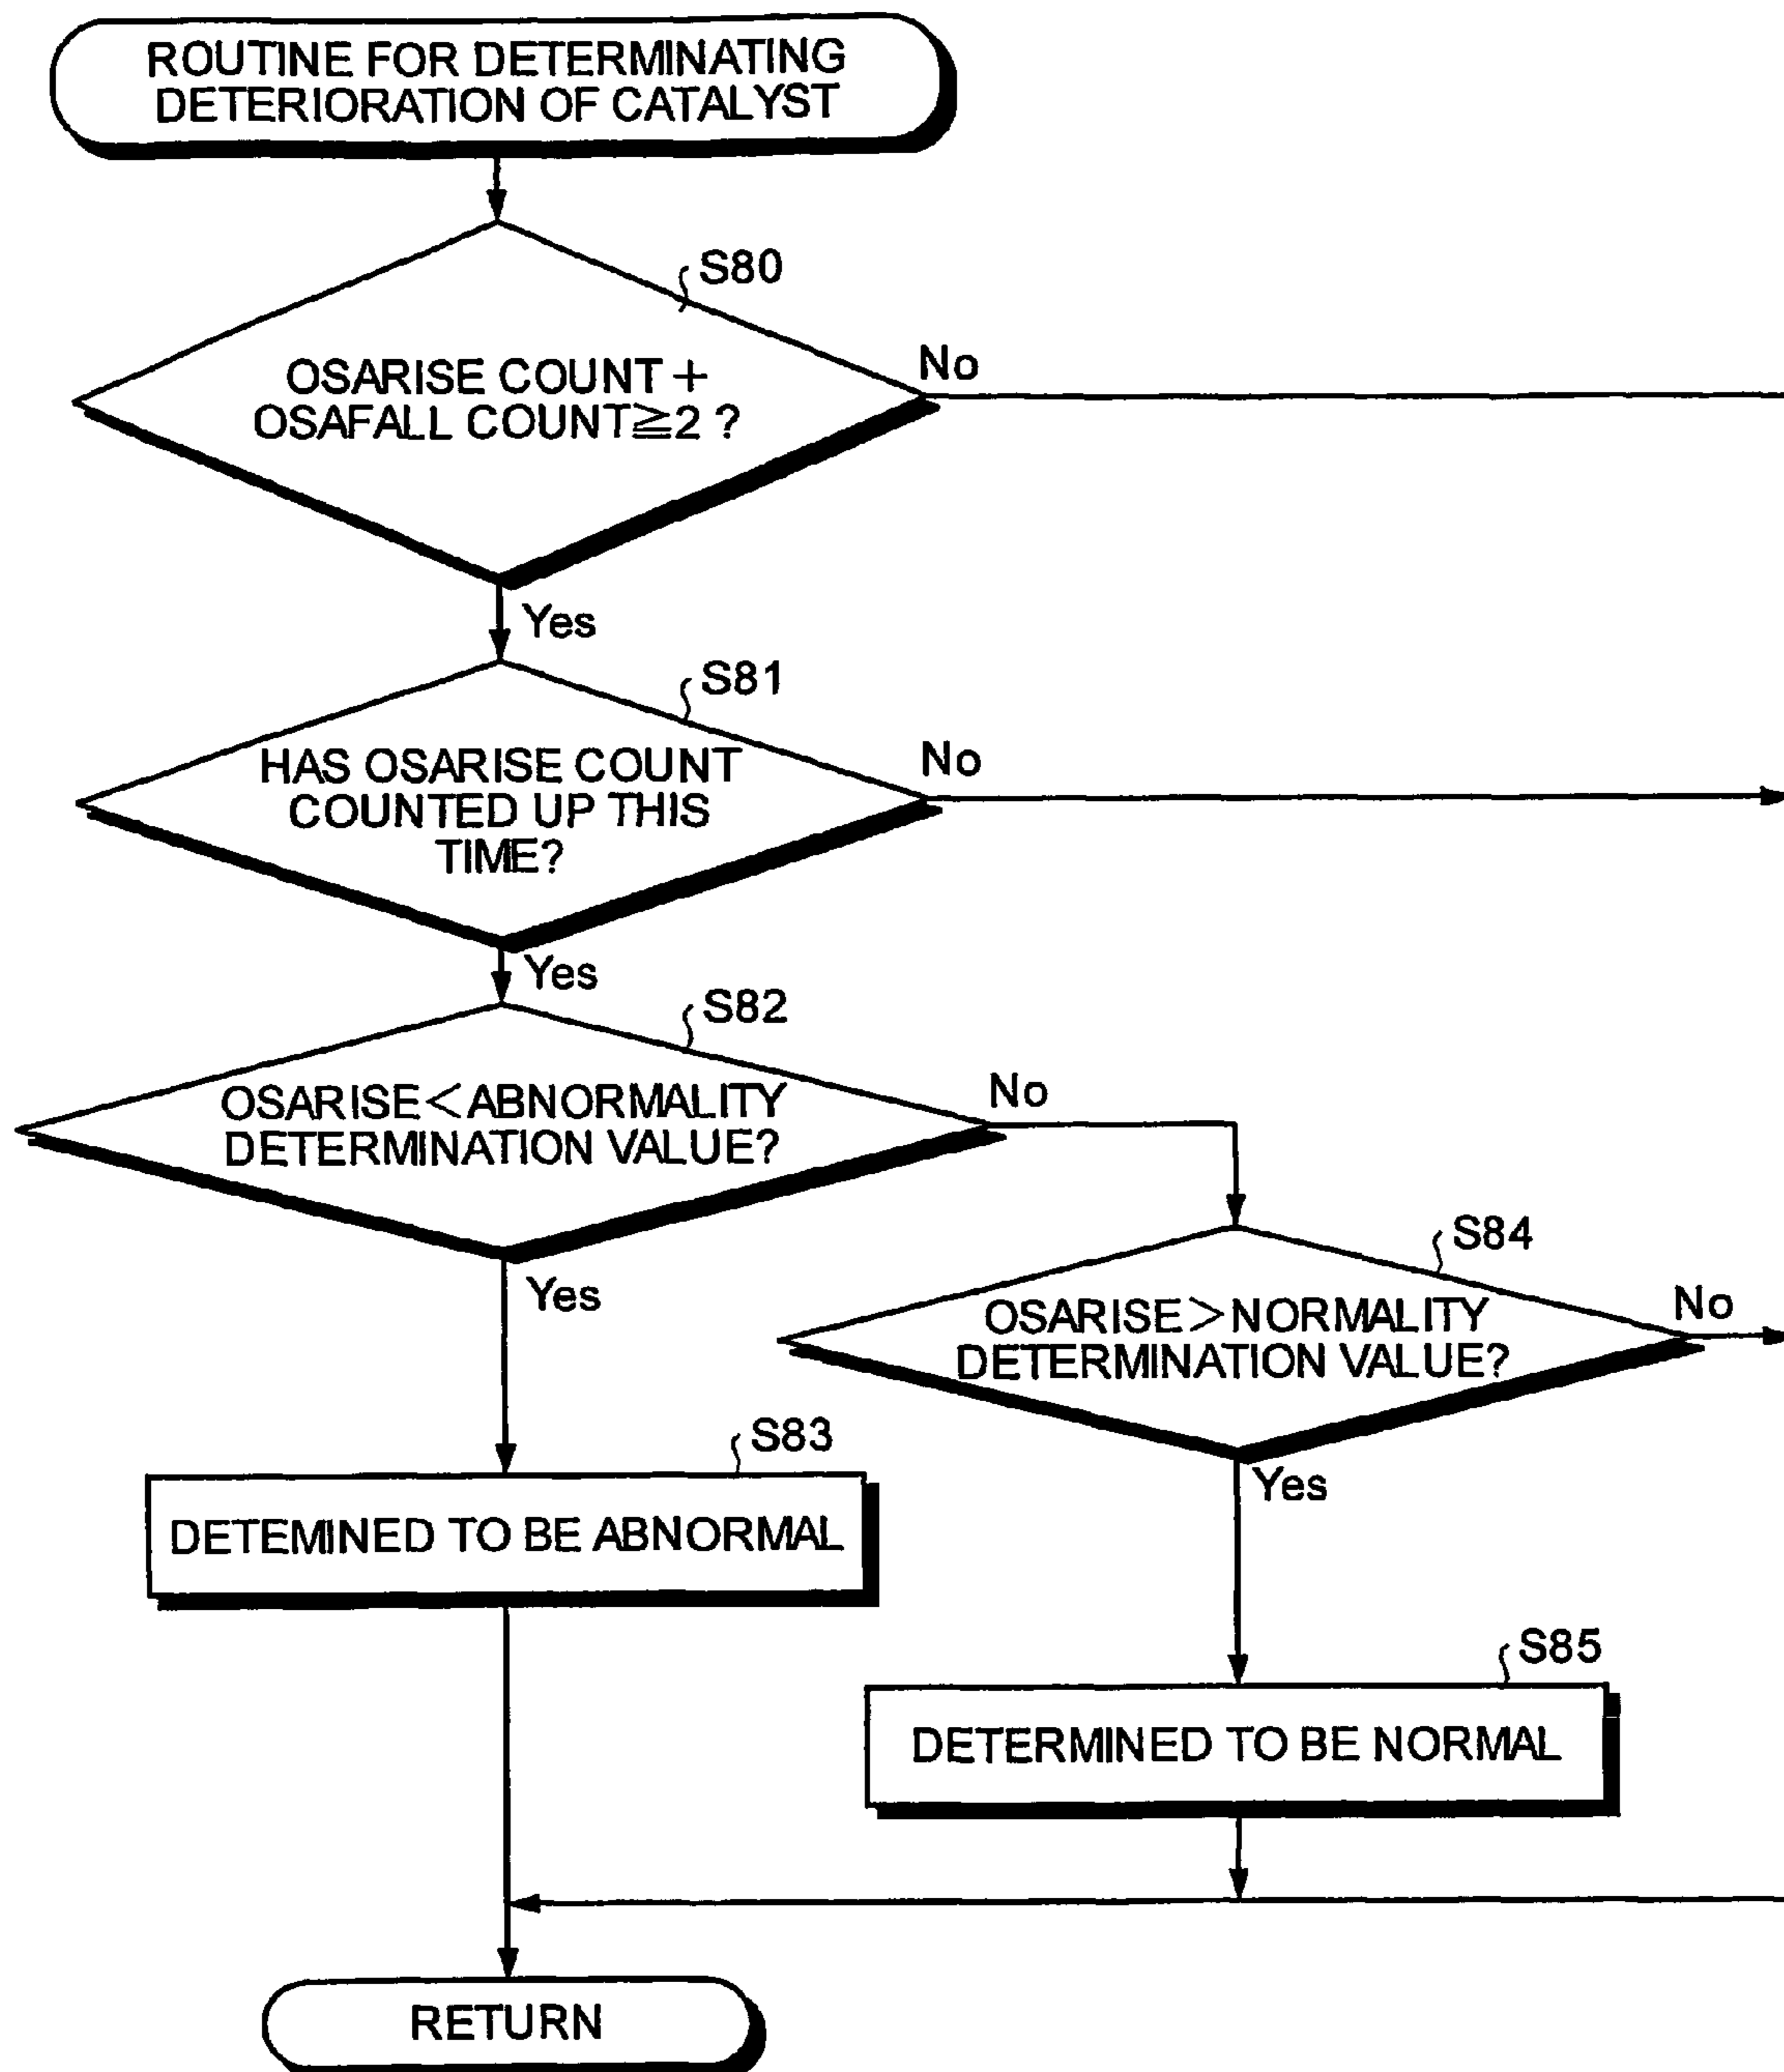 ROUTINE FOR DETERMINATING
DETERIORATION OF CATALYST
S80
OSARISE COUNT +
OSAFALL COUNT≧2 ?
No
Yes
S81
HAS OSARISE COUNT
COUNTED UP THIS
TIME?
No
Yes
S82
OSARISE<ABNORMALITY
DETERMINATION VALUE?
No
Yes
S84
OSARISE>NORMALITY
DETERMINATION VALUE?
No
Yes
S83
DETEMINED TO BE ABNORMAL
S85
DETERMINED TO BE NORMAL
RETURN